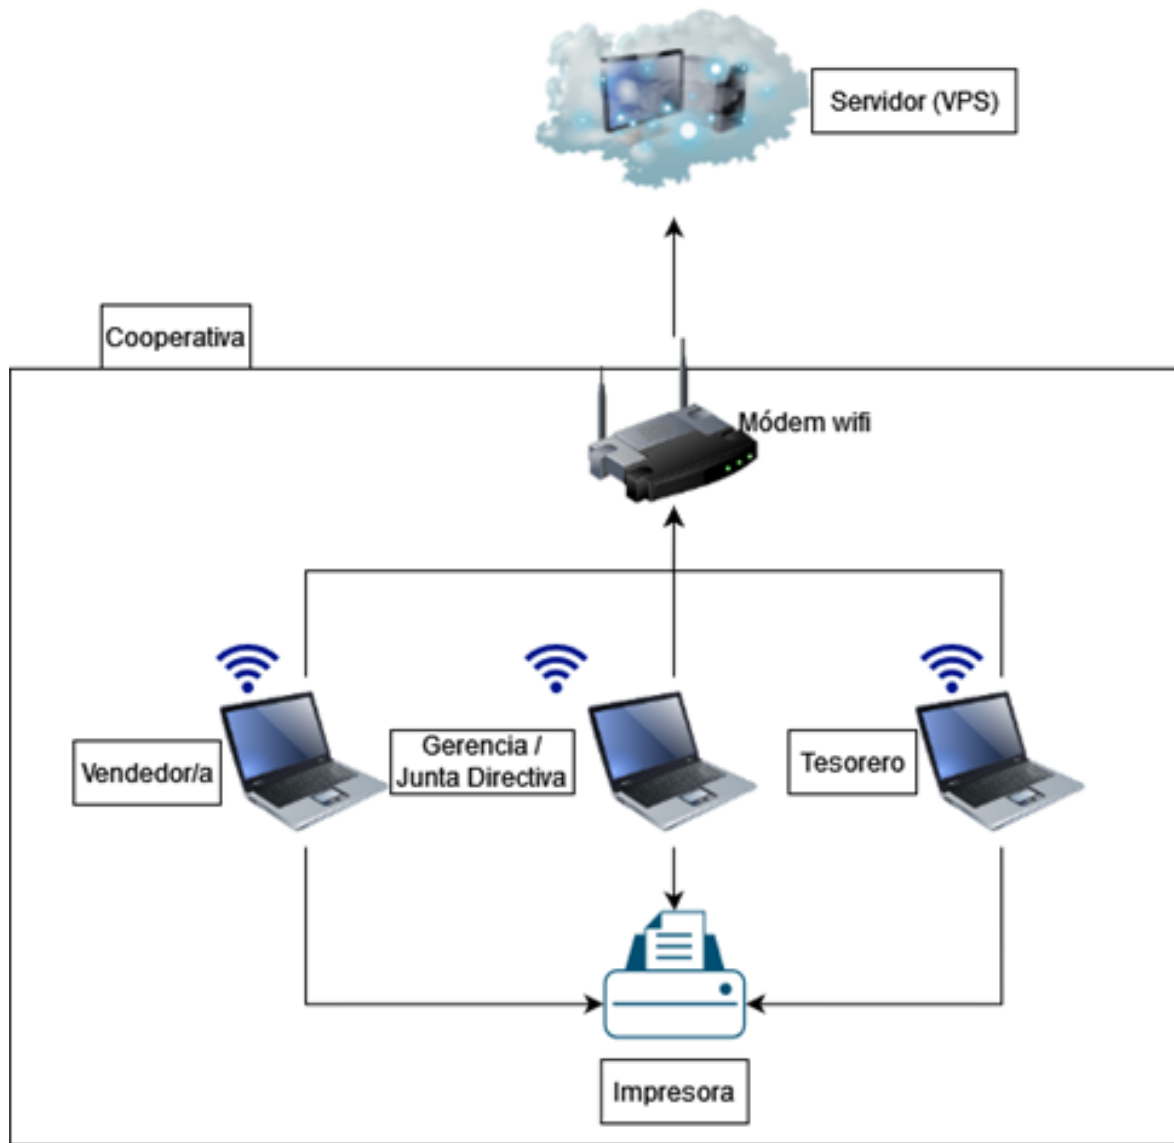 Servidor (VPS)
Cooperativa
Módem wifi
Vendedor/a
Gerencia /
Junta Directiva
Tesorero
Impresora